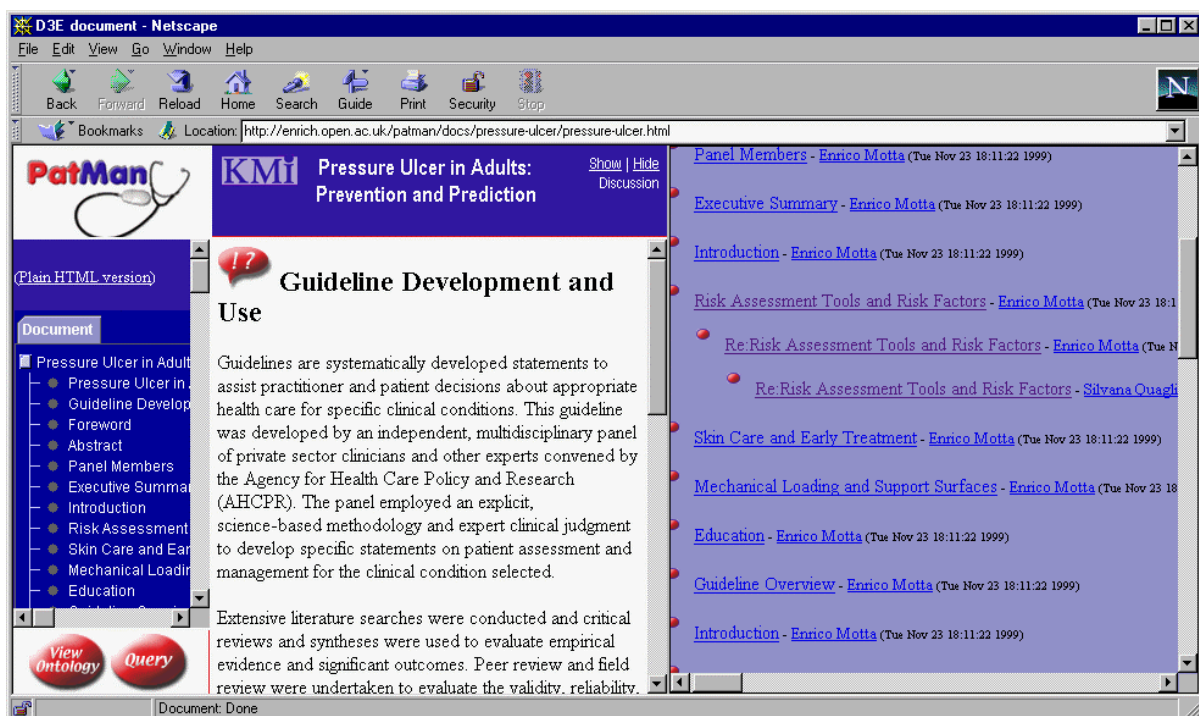 D3E document - Netscape
File Edit View Go Window Help
Back Forward Reload Home Search Guide Print Security Stop
N
Bookmarks Location: http://enrich.open.ac.uk/patman/docs/pressure-ulcer/pressure-ulcer.html
PatMan
(Plain HTML version)
Document
Pressure Ulcer in Adult
Pressure Ulcer in
Guideline Develop
Foreword
Abstract
Panel Members
Executive Summar
Introduction
Risk Assessment
Skin Care and Ear
Mechanical Loadin
Education
View Ontology
Query
KMi
Pressure Ulcer in Adults:
Prevention and Prediction
Show | Hide
Discussion
!?
Guideline Development and
Use
Guidelines are systematically developed statements to
assist practitioner and patient decisions about appropriate
health care for specific clinical conditions. This guideline
was developed by an independent, multidisciplinary panel
of private sector clinicians and other experts convened by
the Agency for Health Care Policy and Research
(AHCPR). The panel employed an explicit,
science-based methodology and expert clinical judgment
to develop specific statements on patient assessment and
management for the clinical condition selected.
Extensive literature searches were conducted and critical
reviews and syntheses were used to evaluate empirical
evidence and significant outcomes. Peer review and field
review were undertaken to evaluate the validity, reliability,
Panel Members - Enrico Motta (Tue Nov 23 18:11:22 1999)
Executive Summary - Enrico Motta (Tue Nov 23 18:11:22 1999)
Introduction - Enrico Motta (Tue Nov 23 18:11:22 1999)
Risk Assessment Tools and Risk Factors - Enrico Motta (Tue Nov 23 18:1
Re:Risk Assessment Tools and Risk Factors - Enrico Motta (Tue N
Re:Risk Assessment Tools and Risk Factors - Silvana Quagli
Skin Care and Early Treatment - Enrico Motta (Tue Nov 23 18:11:22 1999)
Mechanical Loading and Support Surfaces - Enrico Motta (Tue Nov 23 18
Education - Enrico Motta (Tue Nov 23 18:11:22 1999)
Guideline Overview - Enrico Motta (Tue Nov 23 18:11:22 1999)
Introduction - Enrico Motta (Tue Nov 23 18:11:22 1999)
Document: Done